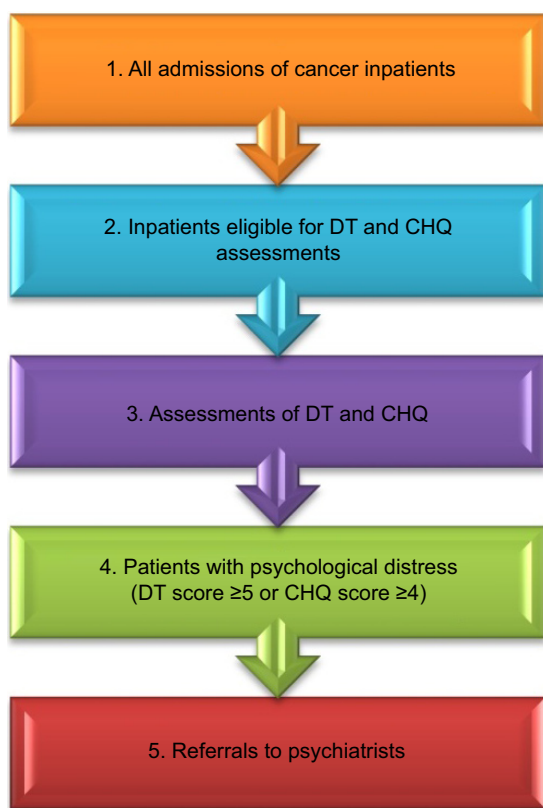 1. All admissions of cancer inpatients
2. Inpatients eligible for DT and CHQ
assessments
3. Assessments of DT and CHQ
4. Patients with psychological distress
(DT score ≥5 or CHQ score ≥4)
5. Referrals to psychiatrists